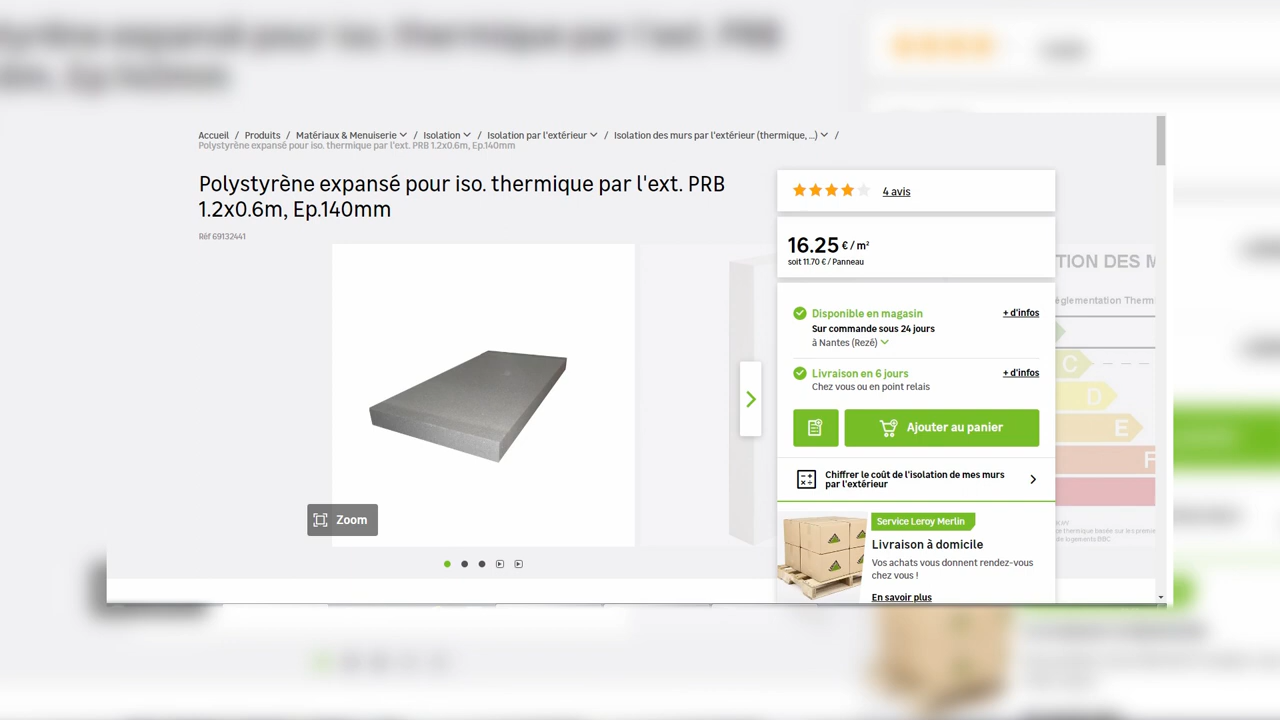 Accueil / Produits / Matériaux & Menuiserie / Isolation / Isolation par l'extérieur / Isolation des murs par l'extérieur (thermique, ...) /
Polystyrène expansé pour iso. thermique par l'ext. PRB 1.2x0.6m, Ep.140mm
Polystyrène expansé pour iso. thermique par l'ext. PRB
1.2x0.6m, Ep.140mm
Réf 69132441
4 avis
16.25 € / m²
soit 11.70 € / Panneau
Disponible en magasin + d'infos
Sur commande sous 24 jours
à Nantes (Rezé)
Livraison en 6 jours + d'infos
Chez vous ou en point relais
Ajouter au panier
Chiffrer le coût de l'isolation de mes murs
par l'extérieur
Service Leroy Merlin
Livraison à domicile
Vos achats vous donnent rendez-vous
chez vous !
En savoir plus
Zoom
TION DES M
églementation Therm
C
D
E
F